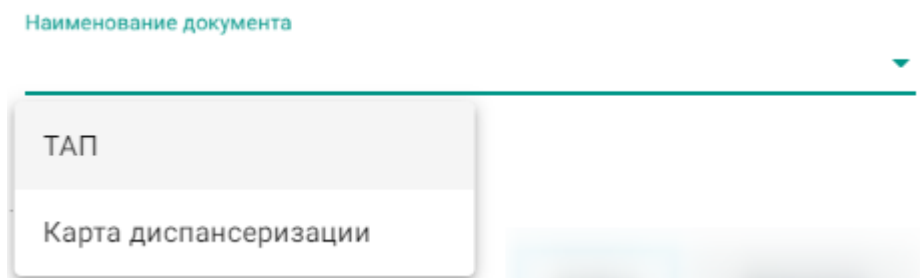 Наименование документа
ТАП
Карта диспансеризации